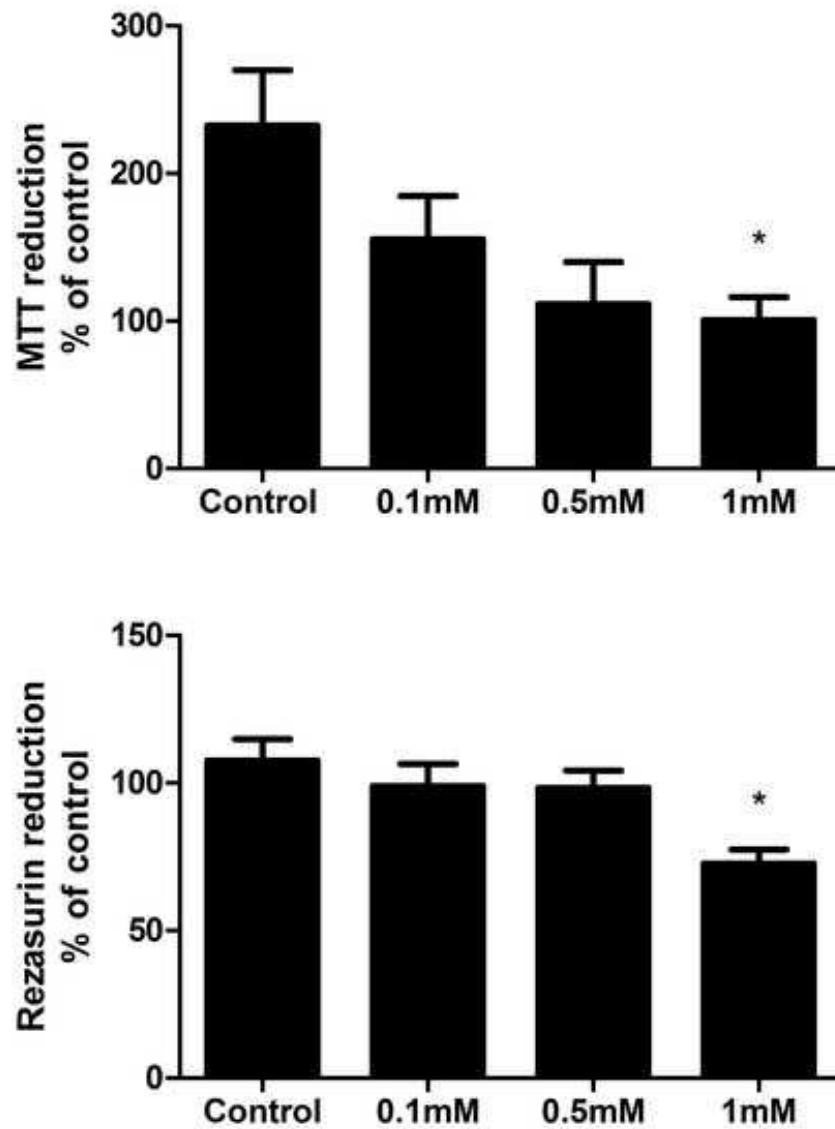 MTT reduction
% of control
300
200
100
0
*
Control 0.1mM 0.5mM 1mM
Rezasurin reduction
% of control
150
100
50
0
*
Control 0.1mM 0.5mM 1mM